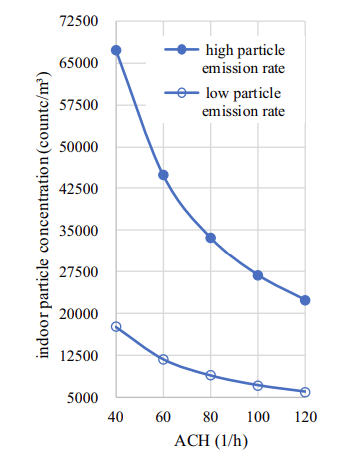 72500
65000
57500
50000
42500
35000
27500
20000
12500
5000
indoor particle concentration (countc/m³)
high particle
emission rate
low particle
emission rate
40 60 80 100 120
ACH (1/h)